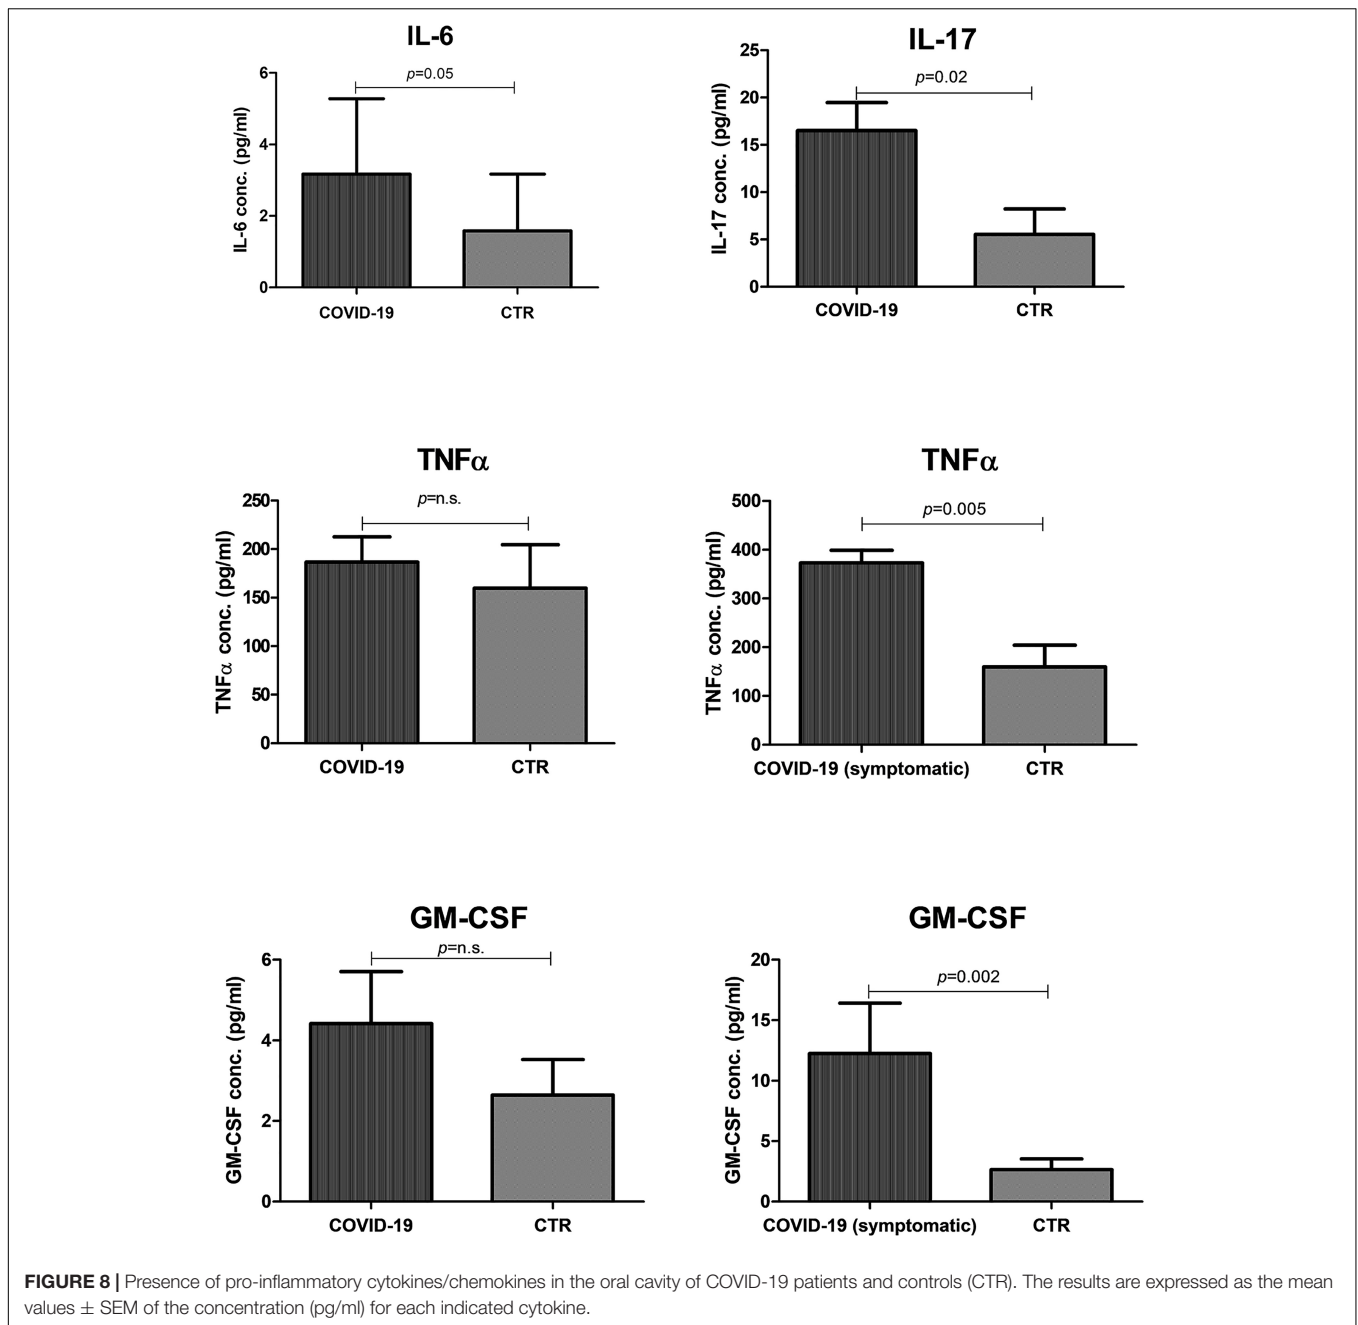 IL-6
p=0.05
IL-6 conc. (pg/ml)
6
4
2
0
COVID-19 CTR
IL-17
p=0.02
IL-17 conc. (pg/ml)
25
20
15
10
5
0
COVID-19 CTR
TNFα
p=n.s.
TNFα conc. (pg/ml)
250
200
150
100
50
0
COVID-19 CTR
TNFα
p=0.005
TNFα conc. (pg/ml)
500
400
300
200
100
0
COVID-19 (symptomatic) CTR
GM-CSF
p=n.s.
GM-CSF conc. (pg/ml)
6
4
2
0
COVID-19 CTR
GM-CSF
p=0.002
GM-CSF conc. (pg/ml)
20
15
10
5
0
COVID-19 (symptomatic) CTR
FIGURE 8 | Presence of pro-inflammatory cytokines/chemokines in the oral cavity of COVID-19 patients and controls (CTR). The results are expressed as the mean
values ± SEM of the concentration (pg/ml) for each indicated cytokine.